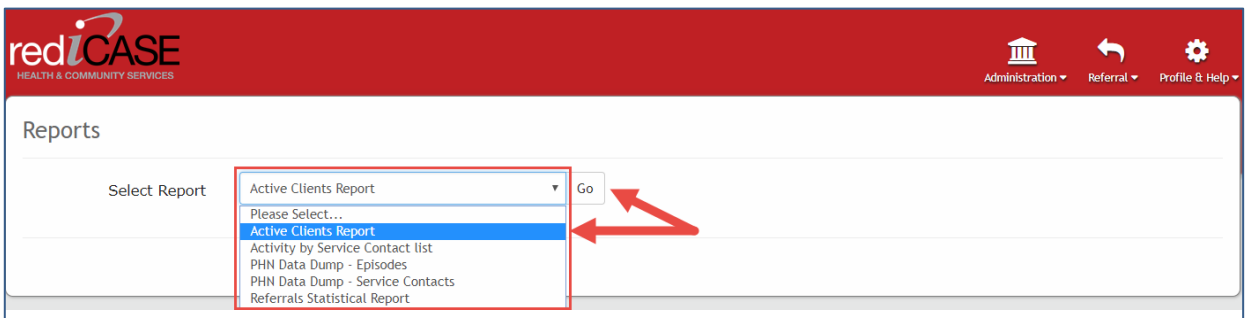 rediCASE
HEALTH & COMMUNITY SERVICES
Administration
Referral
Profile & Help
Reports
Select Report
Active Clients Report
Go
Please Select...
Active Clients Report
Activity by Service Contact list
PHN Data Dump - Episodes
PHN Data Dump - Service Contacts
Referrals Statistical Report